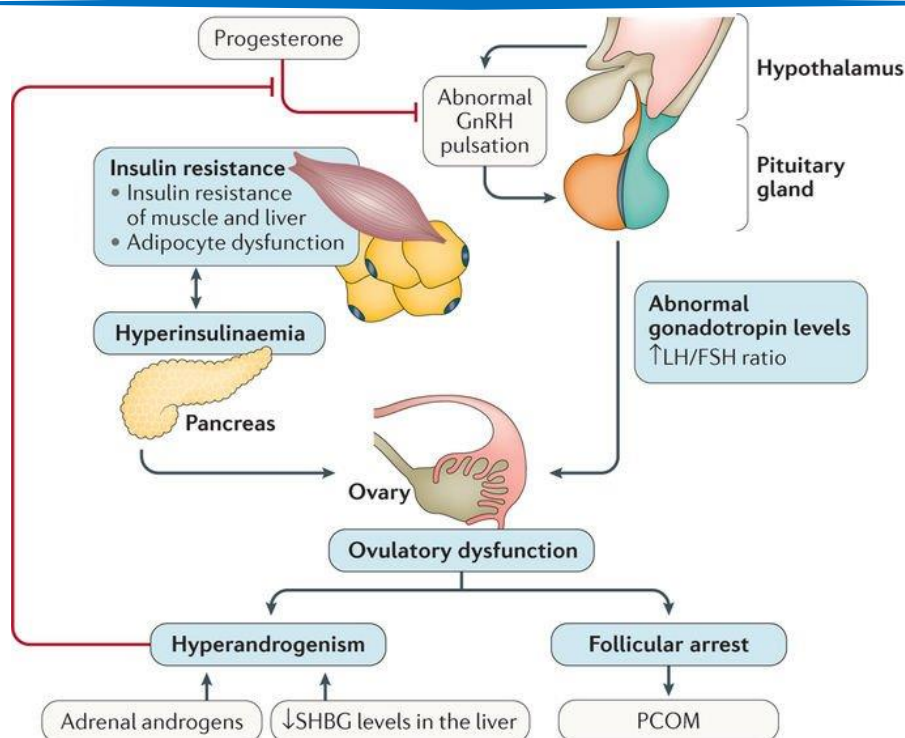 Progesterone
Hypothalamus
Abnormal
GnRH
pulsation
Pituitary
gland
Insulin resistance
• Insulin resistance
of muscle and liver
• Adipocyte dysfunction
Hyperinsulinaemia
Pancreas
Abnormal
gonadotropin levels
↑LH/FSH ratio
Ovary
Ovulatory dysfunction
Hyperandrogenism
Follicular arrest
Adrenal androgens
↓SHBG levels in the liver
PCOM